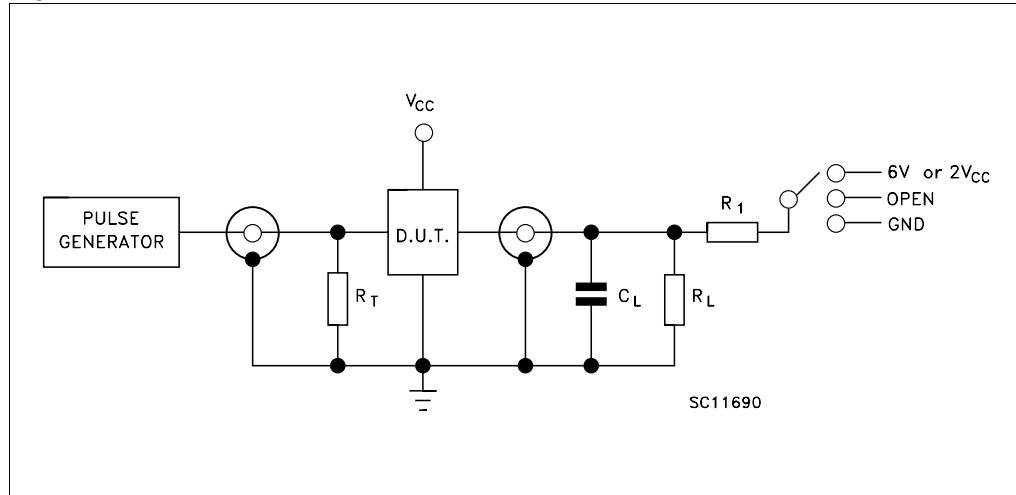 VCC
6V or 2VCC
OPEN
GND
R1
PULSE
GENERATOR
D.U.T.
RT
CL
RL
SC11690